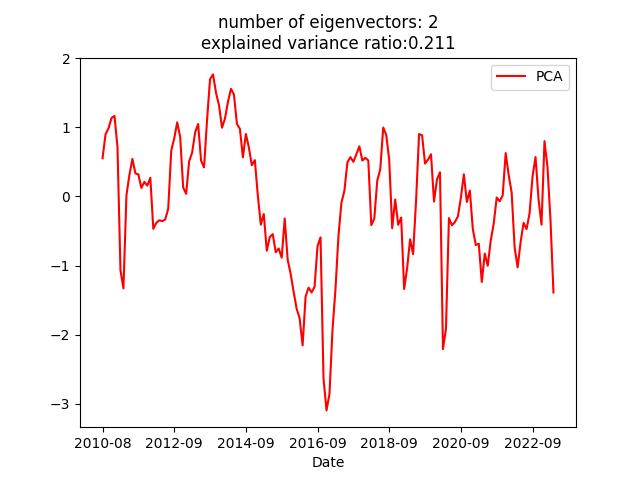 number of eigenvectors: 2
explained variance ratio:0.211
PCA
2
1
0
−1
−2
−3
2010-08 2012-09 2014-09 2016-09 2018-09 2020-09 2022-09
Date